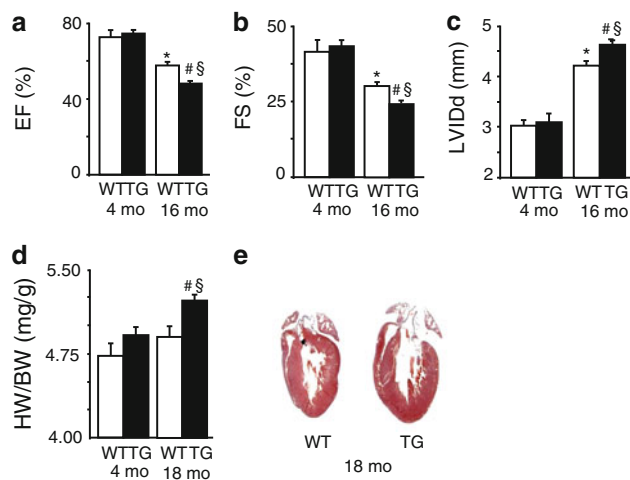 a
80
40
0
EF (%)
*
#§
WTTG WTTG
4 mo 16 mo
b
50
25
0
FS (%)
*
#§
WTTG WTTG
4 mo 16 mo
c
5
4
3
2
LVIDd (mm)
*
#§
WTTG WT TG
4 mo 16 mo
d
5.50
4.75
4.00
HW/BW (mg/g)
#§
WTTG WT TG
4 mo 18 mo
e
WT TG
18 mo